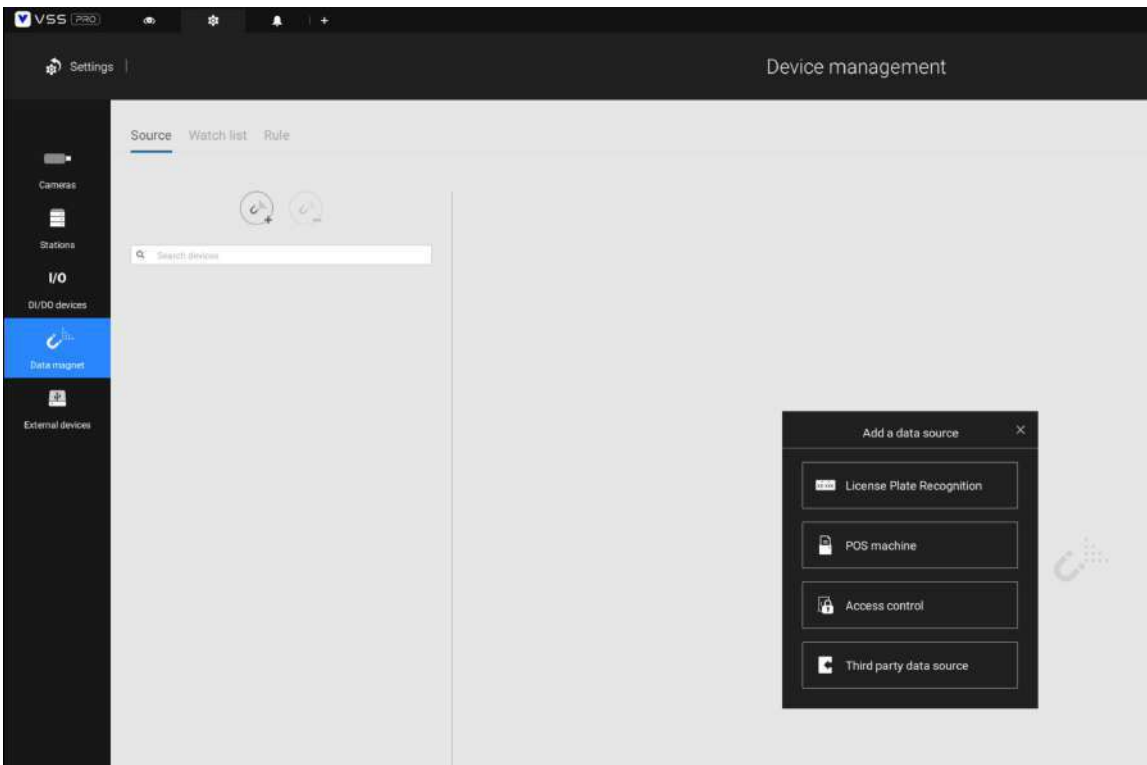 VSS PRO
+
Settings
Device management
Source Watch list Rule
Cameras
Stations
I/O
DI/DO devices
Data magnet
External devices
Search devices
Add a data source
License Plate Recognition
POS machine
Access control
Third party data source